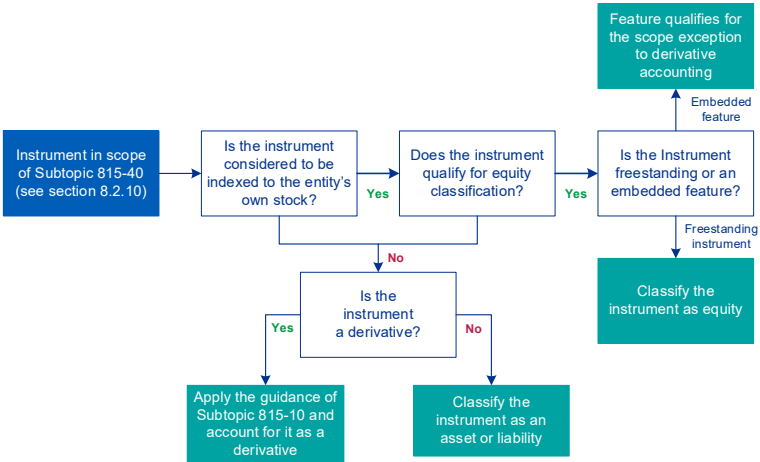 Feature qualifies for
the scope exception
to derivative
accounting
Embedded
feature
Instrument in scope
of Subtopic 815-40
(see section 8.2.10)
Is the instrument
considered to be
indexed to the entity's
own stock?
Yes
Does the instrument
qualify for equity
classification?
Yes
Is the Instrument
freestanding or an
embedded feature?
Freestanding
instrument
No
Classify the
instrument as equity
Is the
instrument
a derivative?
Yes
No
Apply the guidance of
Subtopic 815-10 and
account for it as a
derivative
Classify the
instrument as an
asset or liability